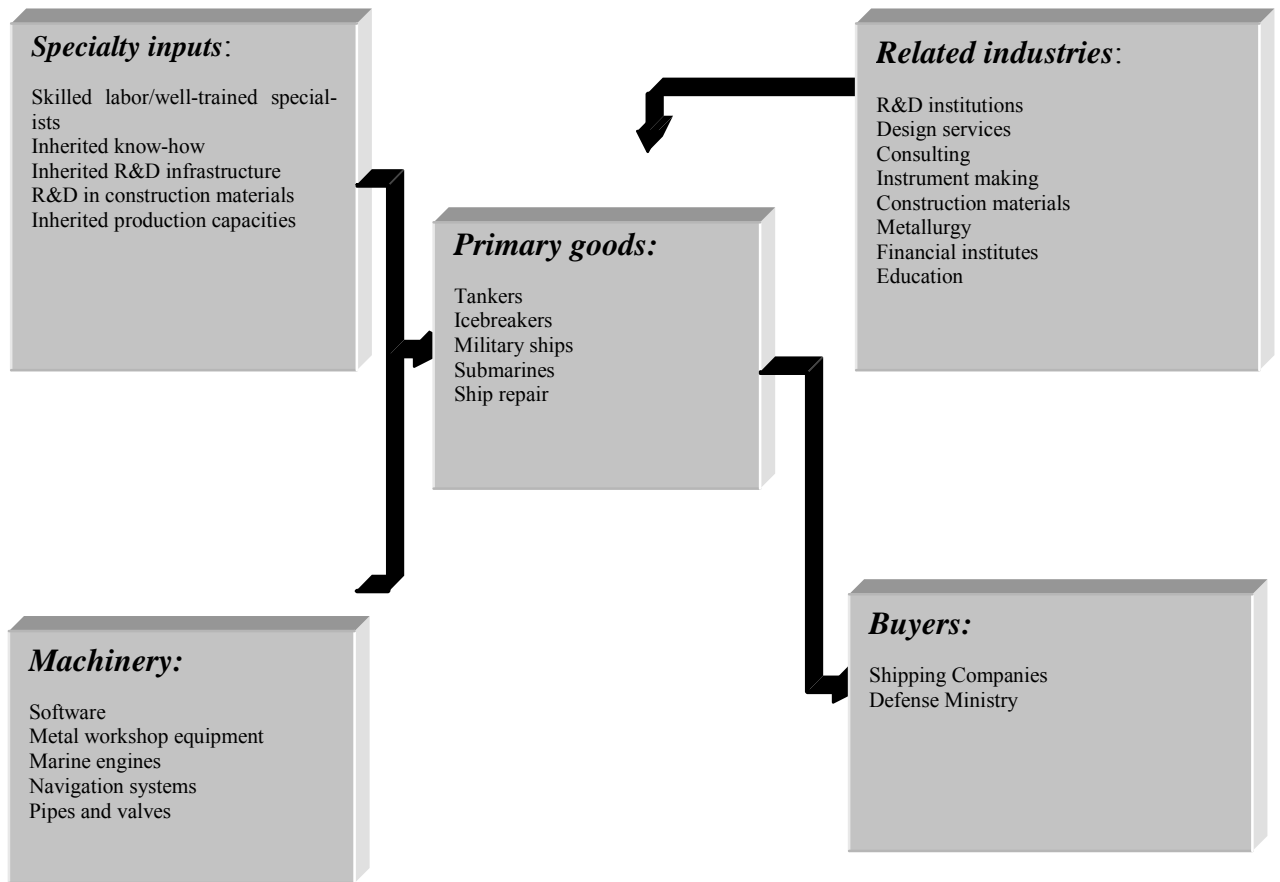 Specialty inputs:
Skilled labor/well-trained special-
ists
Inherited know-how
Inherited R&D infrastructure
R&D in construction materials
Inherited production capacities
Related industries:
R&D institutions
Design services
Consulting
Instrument making
Construction materials
Metallurgy
Financial institutes
Education
Primary goods:
Tankers
Icebreakers
Military ships
Submarines
Ship repair
Machinery:
Software
Metal workshop equipment
Marine engines
Navigation systems
Pipes and valves
Buyers:
Shipping Companies
Defense Ministry